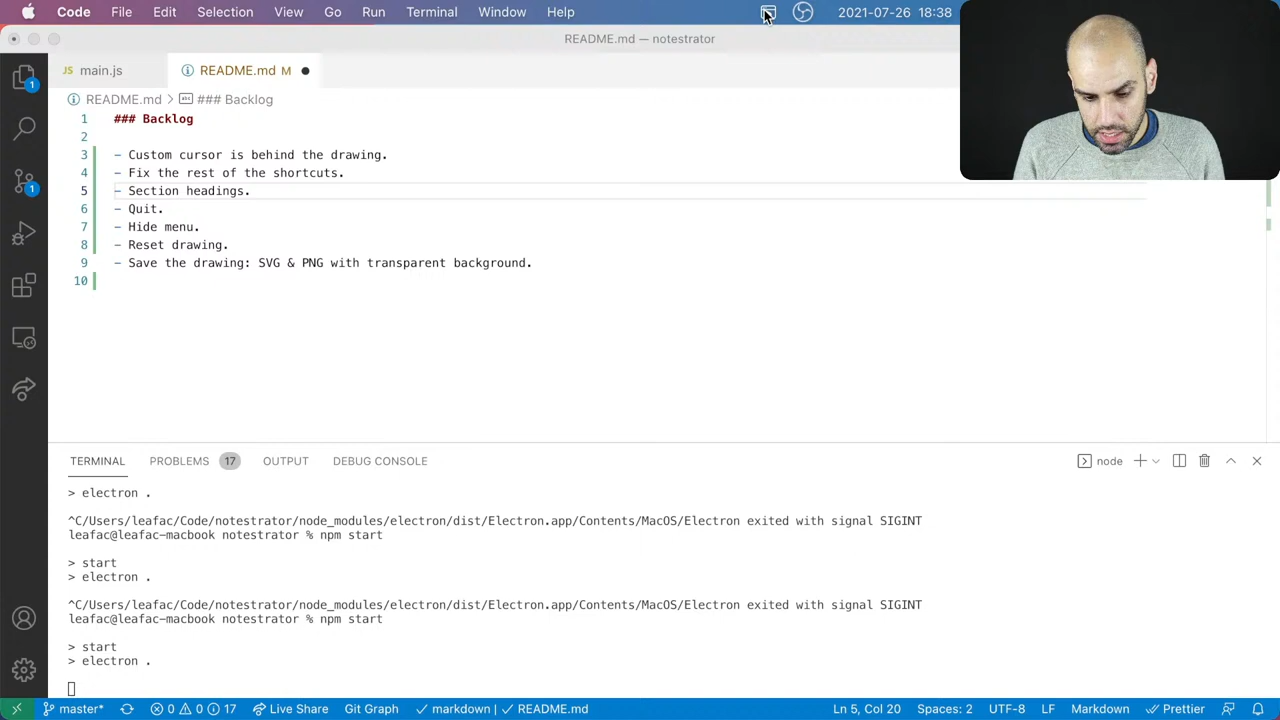 Code File Edit Selection View Go Run Terminal Window Help 2021-07-26 18:38
README.md — notestrator
JS main.js README.md M
README.md > ### Backlog
1 ### Backlog
2
3 - Custom cursor is behind the drawing.
4 - Fix the rest of the shortcuts.
5 - Section headings.
6 - Quit.
7 - Hide menu.
8 - Reset drawing.
9 - Save the drawing: SVG & PNG with transparent background.
10
1
1
TERMINAL PROBLEMS 17 OUTPUT DEBUG CONSOLE node
> electron .
^C/Users/leafac/Code/notestrator/node_modules/electron/dist/Electron.app/Contents/MacOS/Electron exited with signal SIGINT
leafac@leafac-macbook notestrator % npm start
> start
> electron .
^C/Users/leafac/Code/notestrator/node_modules/electron/dist/Electron.app/Contents/MacOS/Electron exited with signal SIGINT
leafac@leafac-macbook notestrator % npm start
> start
> electron .
master* 0 0 17 Live Share Git Graph markdown | README.md Ln 5, Col 20 Spaces: 2 UTF-8 LF Markdown Prettier